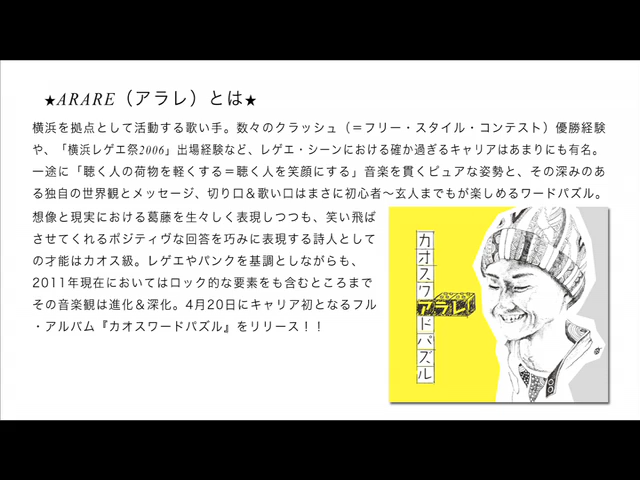 ★ARARE（アラレ）とは★
横浜を拠点として活動する歌い手。数々のクラッシュ（＝フリー・スタイル・コンテスト）優勝経験
や、「横浜レゲエ祭2006」出場経験など、レゲエ・シーンにおける確か過ぎるキャリアはあまりにも有名。
一途に「聴く人の荷物を軽くする＝聴く人を笑顔にする」音楽を貫くピュアな姿勢と、その深みのあ
る独自の世界観とメッセージ、切り口＆歌い口はまさに初心者～玄人までもが楽しめるワードパズル。
想像と現実における葛藤を生々しく表現しつつも、笑い飛ば
させてくれるポジティヴな回答を巧みに表現する詩人として
の才能はカオス級。レゲエやパンクを基調としながらも、
2011年現在においてはロック的な要素をも含むところまで
その音楽観は進化＆深化。4月20日にキャリア初となるフル
・アルバム『カオスワードパズル』をリリース！！
カオスワードパズル
アラレ